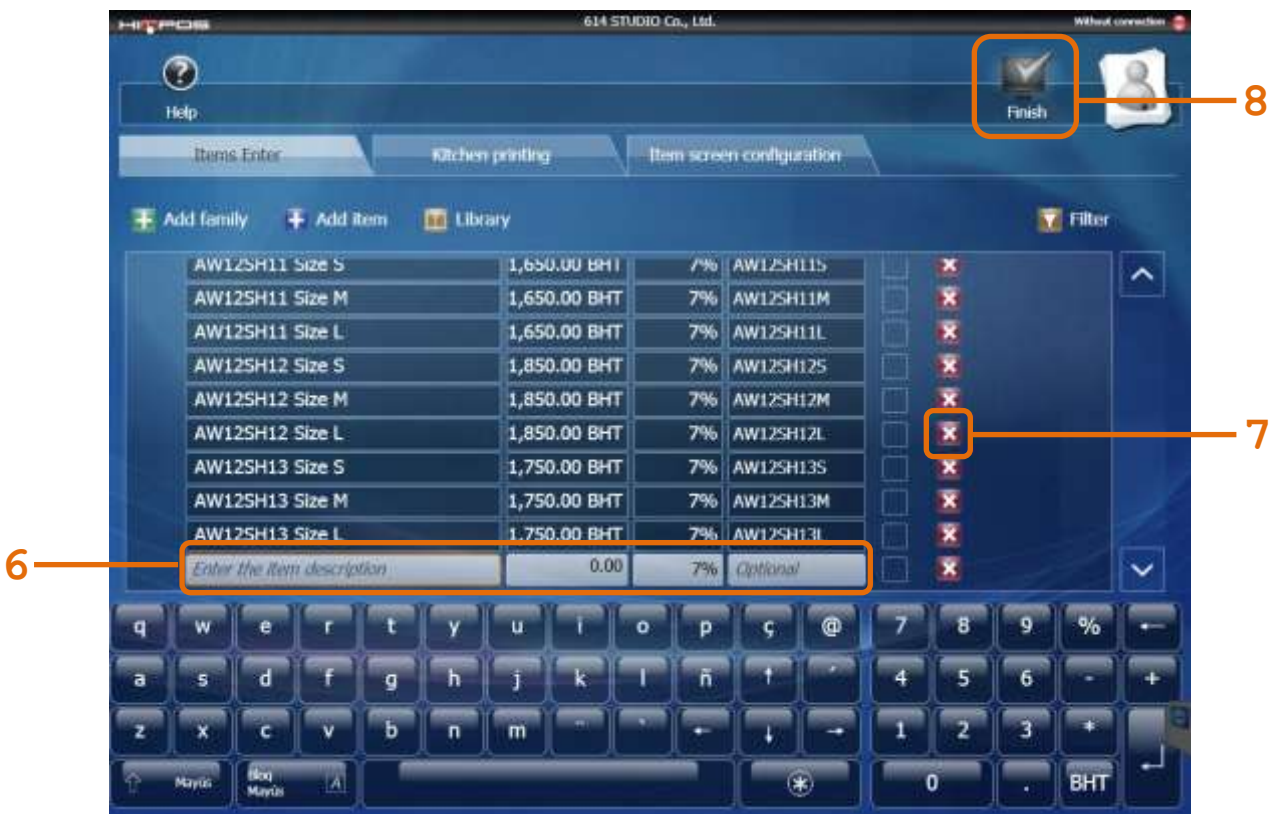 HIOPOS 614 STUDIO Co., Ltd. Without connection
Help Finish 8
Items Enter Kitchen printing Item screen configuration
Add family Add item Library Filter
AW12SH11 Size S 1,650.00 BHT 7% AW12SH11S
AW12SH11 Size M 1,650.00 BHT 7% AW12SH11M
AW12SH11 Size L 1,650.00 BHT 7% AW12SH11L
AW12SH12 Size S 1,850.00 BHT 7% AW12SH12S
AW12SH12 Size M 1,850.00 BHT 7% AW12SH12M
AW12SH12 Size L 1,850.00 BHT 7% AW12SH12L 7
AW12SH13 Size S 1,750.00 BHT 7% AW12SH13S
AW12SH13 Size M 1,750.00 BHT 7% AW12SH13M
AW12SH13 Size L 1,750.00 BHT 7% AW12SH13L
6 Enter the item description 0.00 7% Optional
q w e r t y u i o p ç @ 7 8 9 % ←
a s d f g h j k l ñ ↑ ´ 4 5 6 - +
z x c v b n m ¨ ` ← ↓ → 1 2 3 *
Mayús Bloq Mayús A 0 . BHT